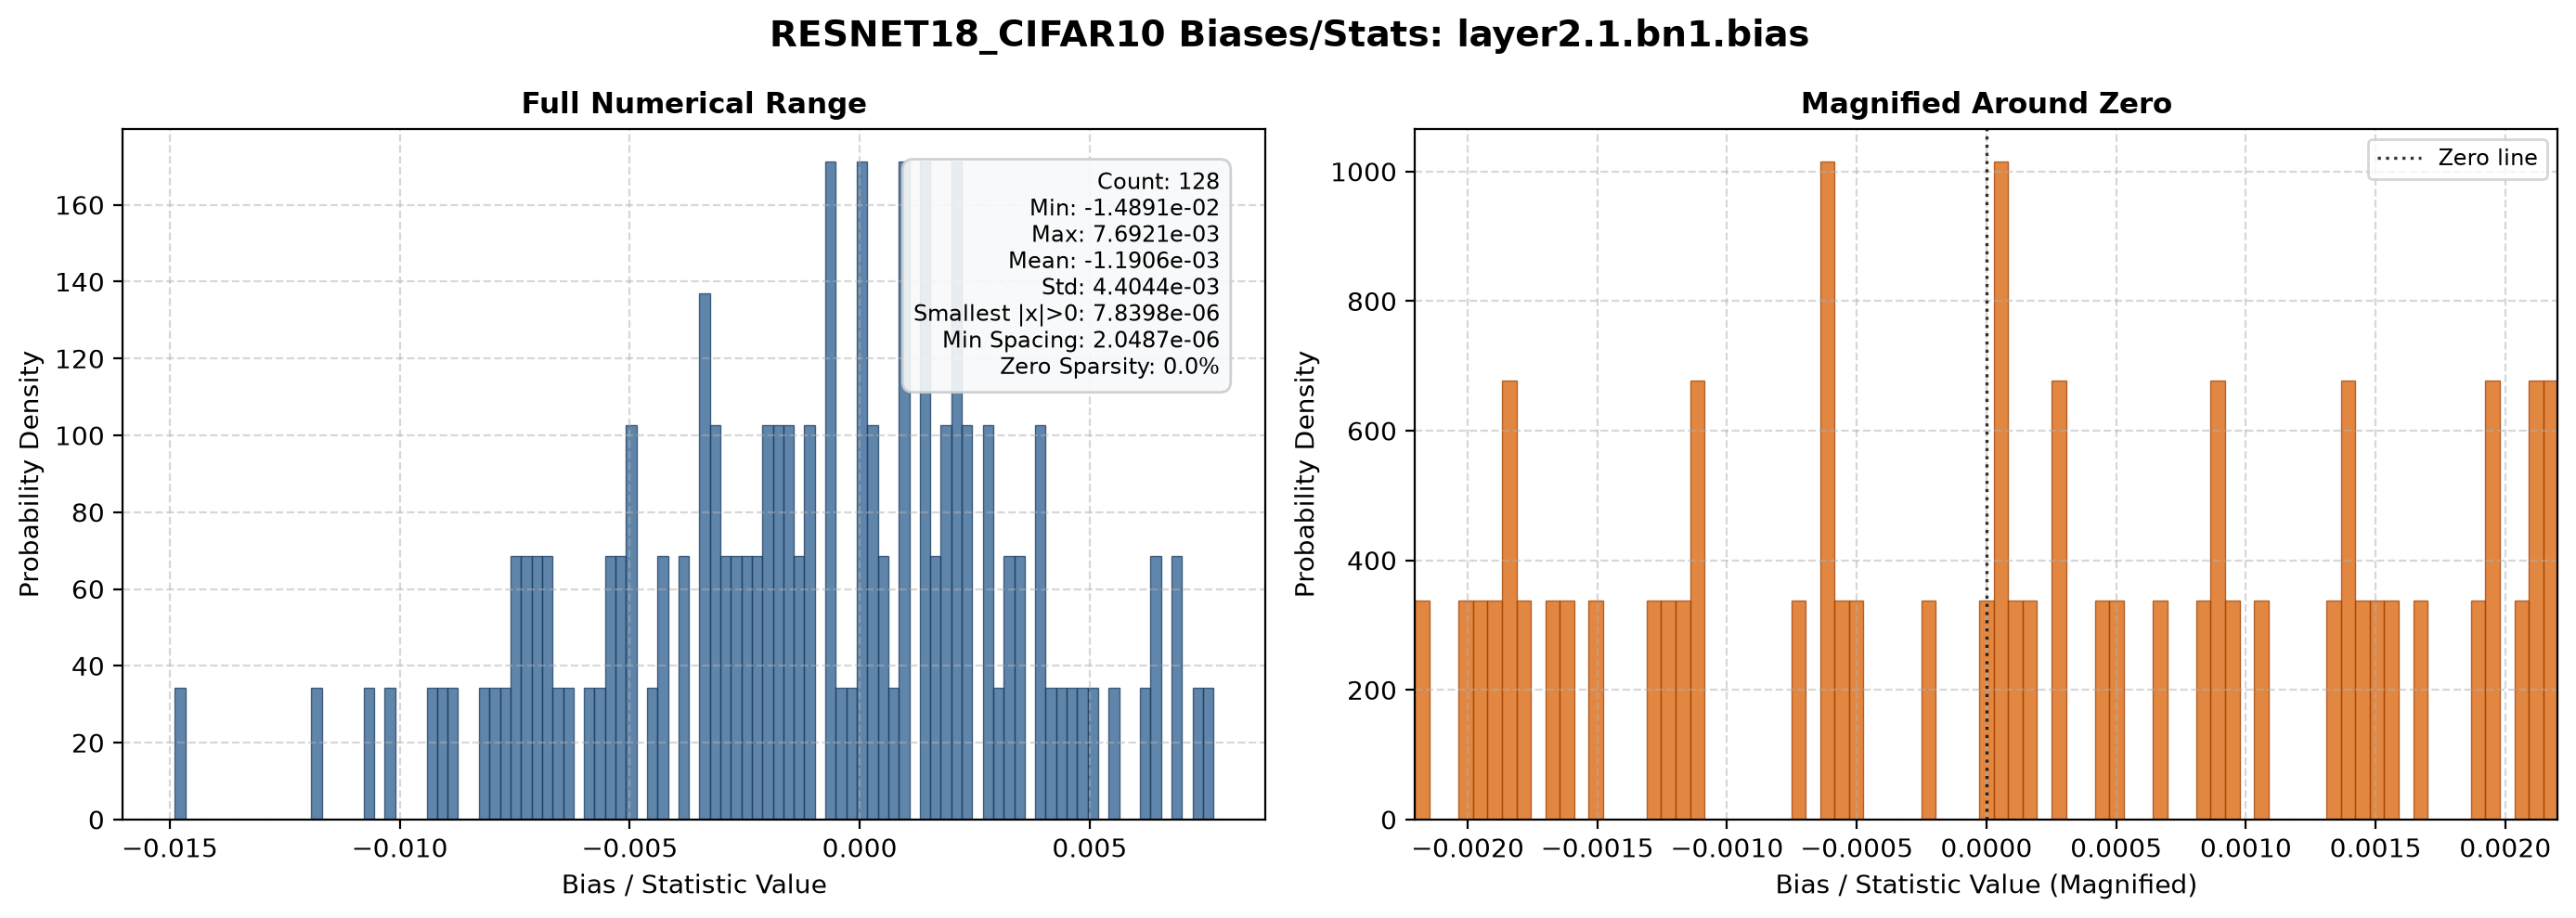 RESNET18_CIFAR10 Biases/Stats: layer2.1.bn1.bias
Full Numerical Range
Probability Density
160
140
120
100
80
60
40
20
0
Count: 128
Min: -1.4891e-02
Max: 7.6921e-03
Mean: -1.1906e-03
Std: 4.4044e-03
Smallest |x|>0: 7.8398e-06
Min Spacing: 2.0487e-06
Zero Sparsity: 0.0%
−0.015 −0.010 −0.005 0.000 0.005
Bias / Statistic Value
Magnified Around Zero
Probability Density
1000
800
600
400
200
0
Zero line
−0.0020 −0.0015 −0.0010 −0.0005 0.0000 0.0005 0.0010 0.0015 0.0020
Bias / Statistic Value (Magnified)